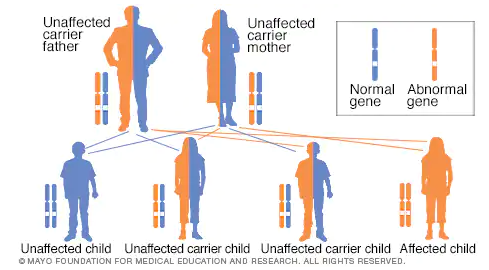 Unaffected
carrier
father
Unaffected
carrier
mother
Normal
gene
Abnormal
gene
Unaffected child
Unaffected carrier child
Unaffected carrier child
Affected child
© MAYO FOUNDATION FOR MEDICAL EDUCATION AND RESEARCH. ALL RIGHTS RESERVED.